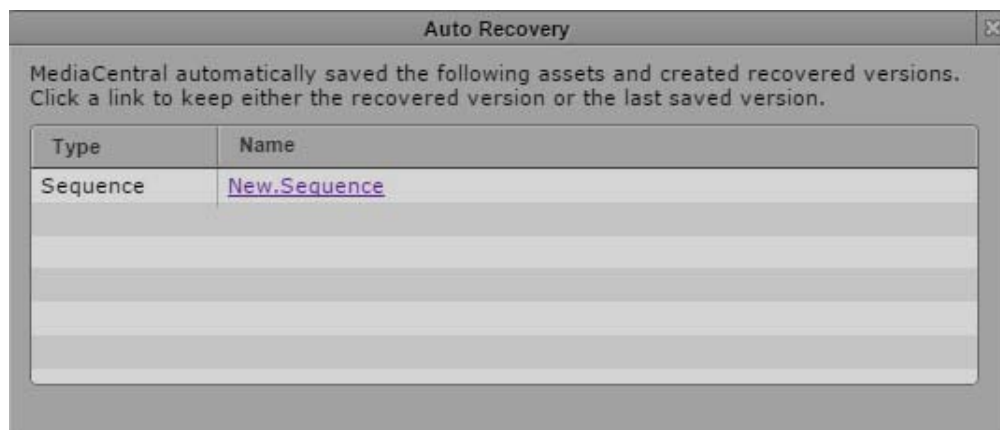 Auto Recovery
MediaCentral automatically saved the following assets and created recovered versions.
Click a link to keep either the recovered version or the last saved version.
Type Name
Sequence New.Sequence